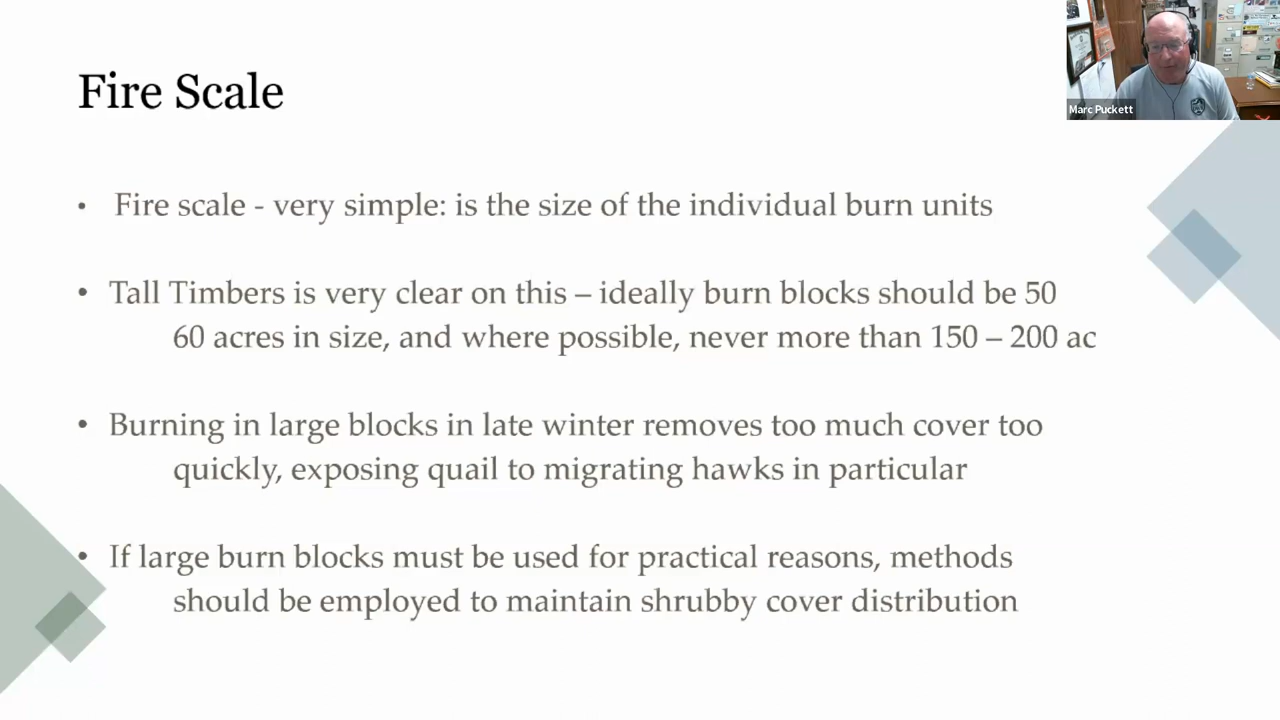 Fire Scale
Marc Puckett
• Fire scale - very simple: is the size of the individual burn units
• Tall Timbers is very clear on this – ideally burn blocks should be 50
60 acres in size, and where possible, never more than 150 – 200 ac
• Burning in large blocks in late winter removes too much cover too
quickly, exposing quail to migrating hawks in particular
• If large burn blocks must be used for practical reasons, methods
should be employed to maintain shrubby cover distribution